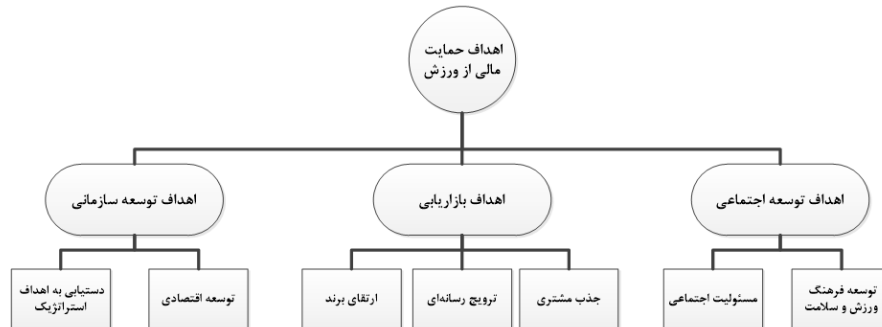 اهداف حمایت
مالی از ورزش
اهداف توسعه اجتماعی
اهداف بازاریابی
اهداف توسعه سازمانی
توسعه فرهنگ
ورزش و سلامت
مسئولیت اجتماعی
جذب مشتری
ترویج رسانه‌ای
ارتقای برند
توسعه اقتصادی
دستیابی به اهداف
استراتژیک